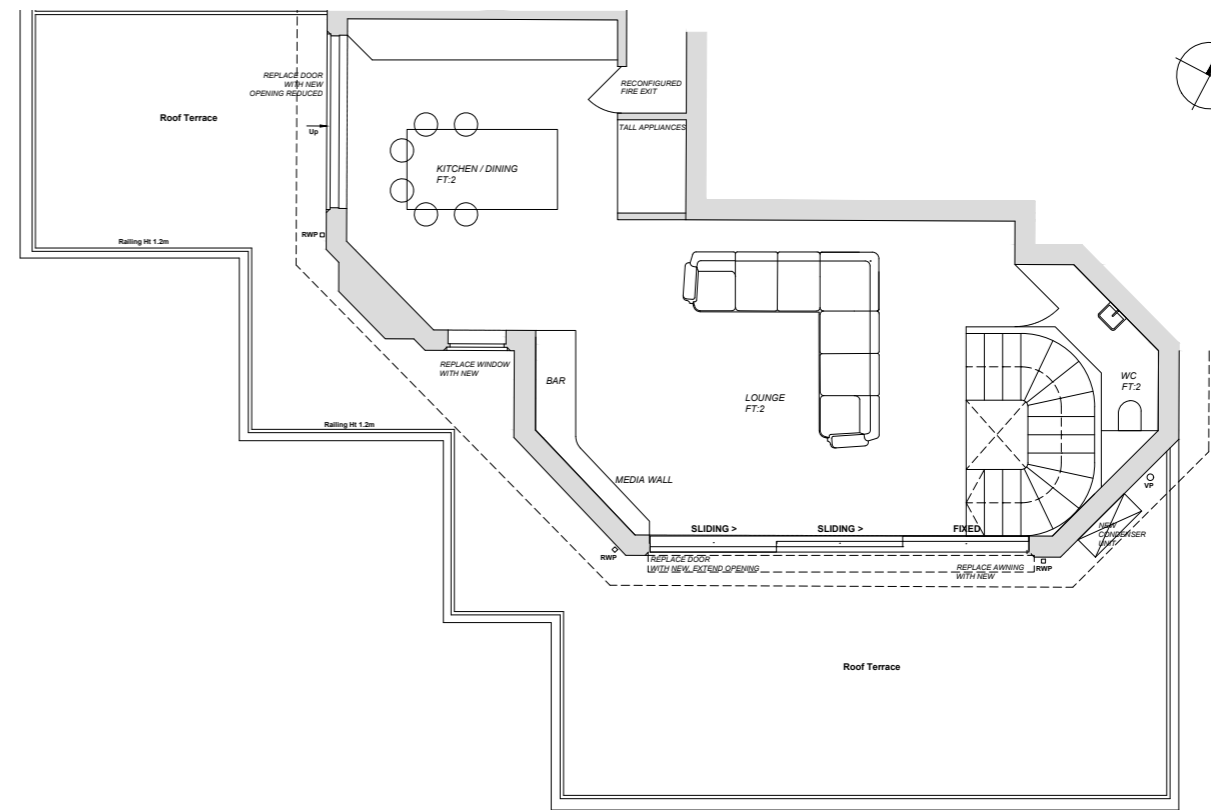 REPLACE DOOR
WITH NEW
OPENING REDUCED
RECONFIGURED
FIRE EXIT
Roof Terrace
Up
TALL APPLIANCES
KITCHEN / DINING
FT:2
RWP
Railing Ht 1.2m
REPLACE WINDOW
WITH NEW
BAR
LOUNGE
FT:2
WC
FT:2
Railing Ht 1.2m
MEDIA WALL
VP
SLIDING >
SLIDING >
FIXED
NEW
CONDENSER
UNIT
RWP
REPLACE DOOR
WITH NEW, EXTEND OPENING
REPLACE AWNING
WITH NEW
RWP
Roof Terrace